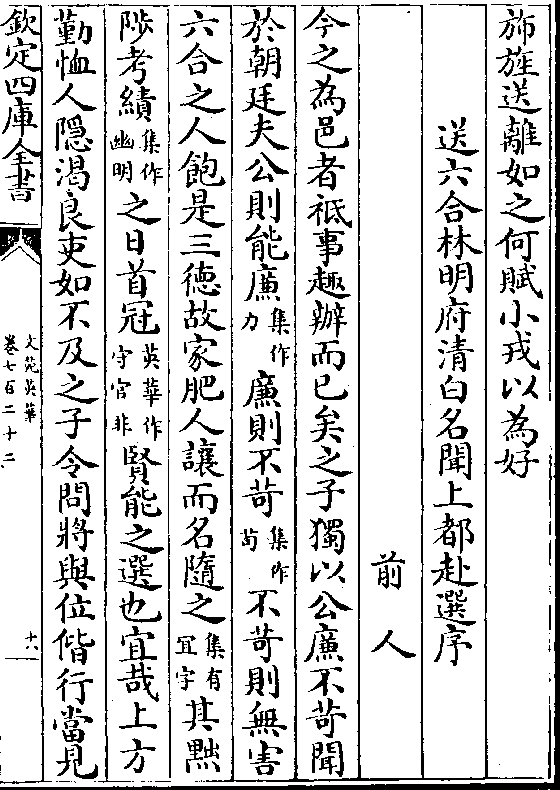 斾旌送離如之何賦小戎以為好
送六合林明府清白名聞上都赴選序
前人
今之為邑者祗事趣辦而已矣之子獨以公廉不苛聞
於朝廷夫公則能廉集作力廉則不苛集作茍不苛則無害
六合之人飽是三德故家肥人讓而名隨之集有冝字其黜
陟考績集作幽明之日首冠英華作守官非賢能之選也宜哉上方
勤恤人隱渴良吏如不及之子令問將與位偕行當見
欽定四庫全書
文苑英華
卷七百二十二
十六